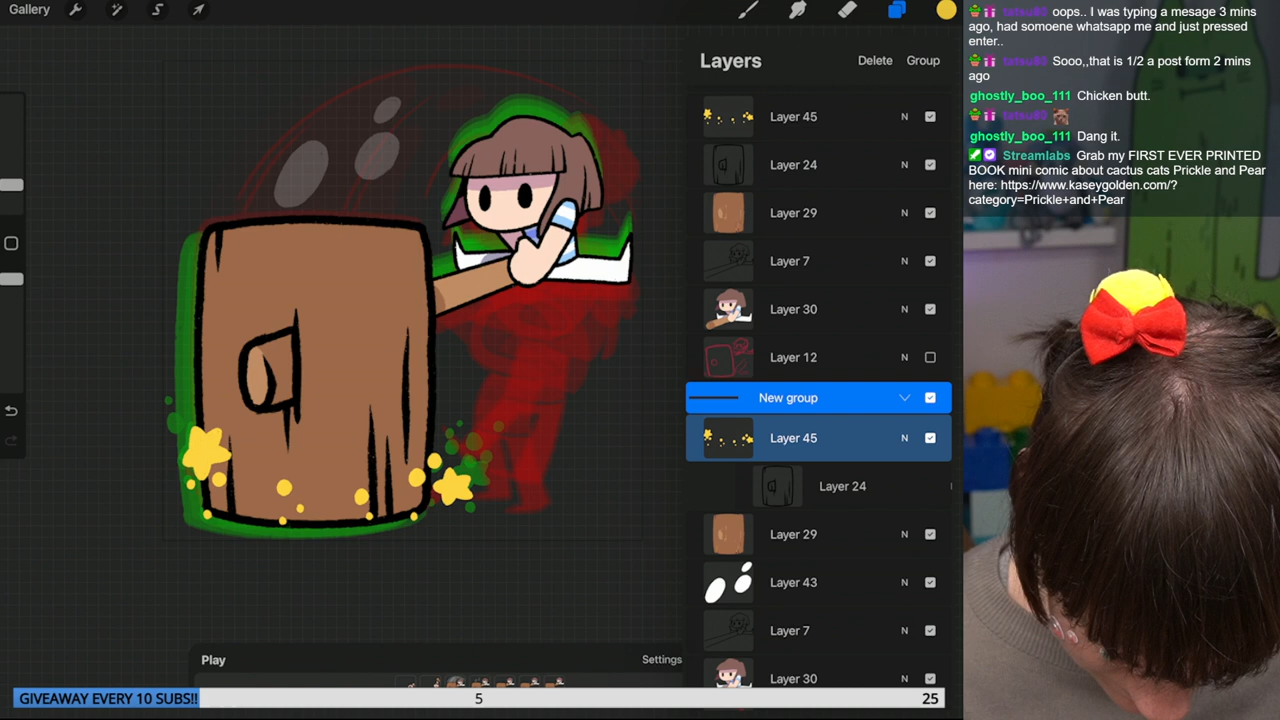 Gallery
Layers
Delete
Group
Layer 45
N
Layer 24
N
Layer 29
N
Layer 7
N
Layer 30
N
Layer 12
N
New group
Layer 45
N
Layer 24
Layer 29
N
Layer 43
N
Layer 7
N
Layer 30
N
Play
Settings
GIVEAWAY EVERY 10 SUBS!!
5
25
tatsu80 oops.. I was typing a mesage 3 mins
ago, had somoene whatsapp me and just pressed
enter..
tatsu80 Sooo,,that is 1/2 a post form 2 mins
ago
ghostly_boo_111 Chicken butt.
tatsu80
ghostly_boo_111 Dang it.
Streamlabs Grab my FIRST EVER PRINTED
BOOK mini comic about cactus cats Prickle and Pear
here: https://www.kaseygolden.com/?
category=Prickle+and+Pear